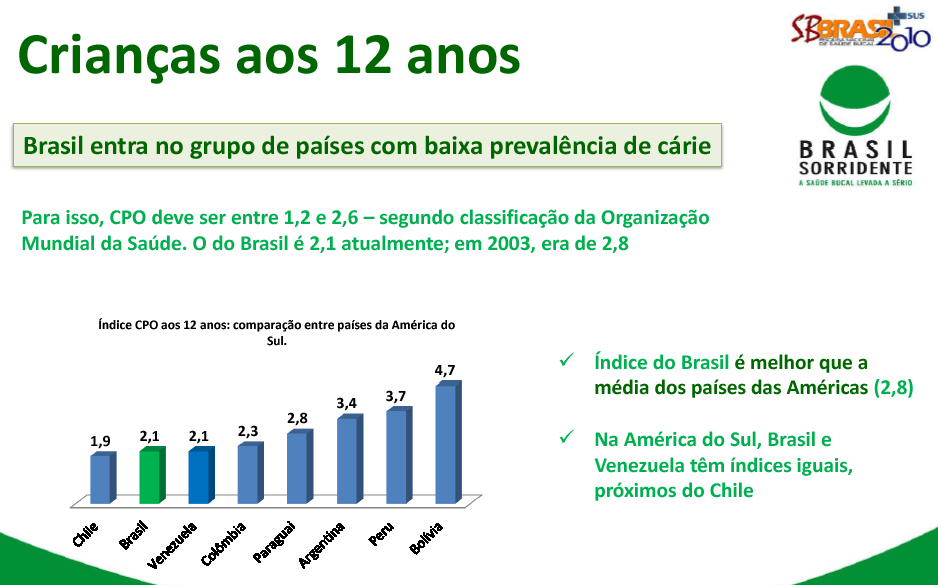 Crianças aos 12 anos
SB BRASIL SUS
PESQUISA NACIONAL
DE SAÚDE BUCAL 2010
BRASIL
SORRIDENTE
A SAÚDE BUCAL LEVADA A SÉRIO
Brasil entra no grupo de países com baixa prevalência de cárie
Para isso, CPO deve ser entre 1,2 e 2,6 – segundo classificação da Organização
Mundial da Saúde. O do Brasil é 2,1 atualmente; em 2003, era de 2,8
Índice CPO aos 12 anos: comparação entre países da América do
Sul.
1,9 2,1 2,1 2,3 2,8 3,4 3,7 4,7
Chile Brasil Venezuela Colômbia Paraguai Argentina Peru Bolívia
Índice do Brasil é melhor que a
média dos países das Américas (2,8)
Na América do Sul, Brasil e
Venezuela têm índices iguais,
próximos do Chile